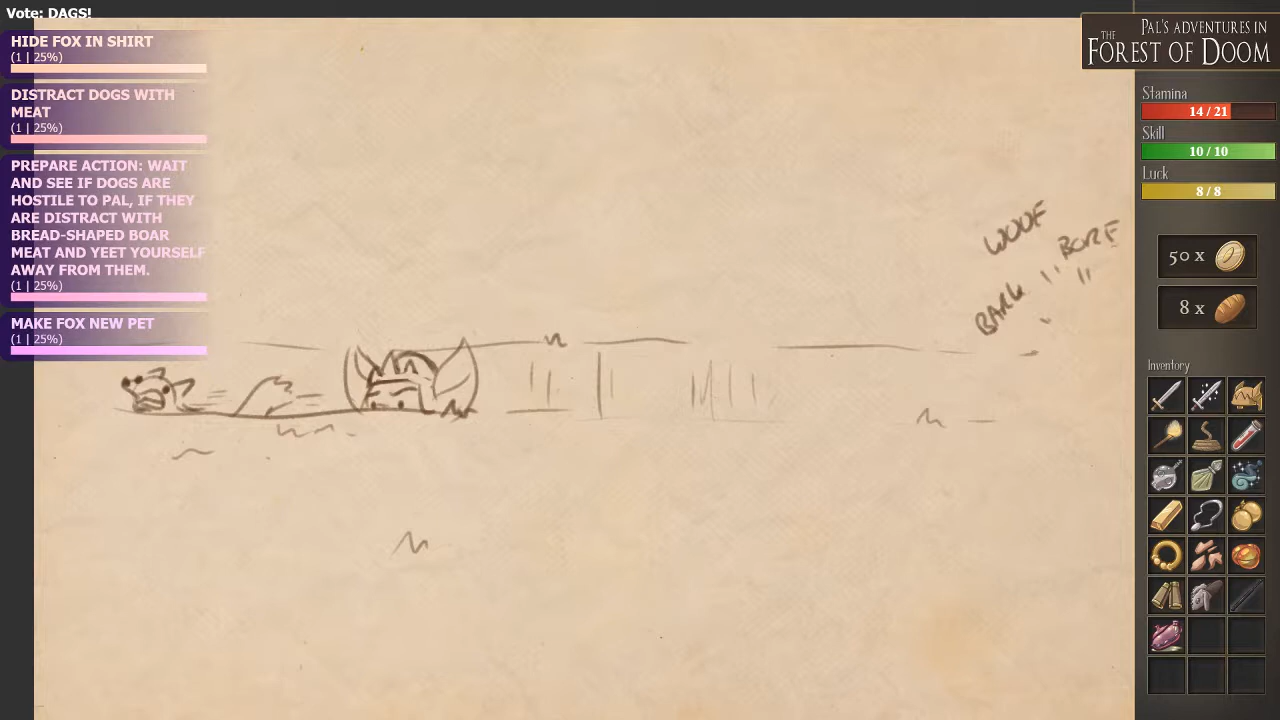 Vote: DAGS!
HIDE FOX IN SHIRT
(1 | 25%)
DISTRACT DOGS WITH
MEAT
(1 | 25%)
PREPARE ACTION: WAIT
AND SEE IF DOGS ARE
HOSTILE TO PAL, IF THEY
ARE DISTRACT WITH
BREAD-SHAPED BOAR
MEAT AND YEET YOURSELF
AWAY FROM THEM.
(1 | 25%)
MAKE FOX NEW PET
(1 | 25%)
WOOF
BORF
BARK
PAL'S ADVENTURES IN
THE FOREST OF DOOM
Stamina
14 / 21
Skill
10 / 10
Luck
8 / 8
50 x
8 x
Inventory